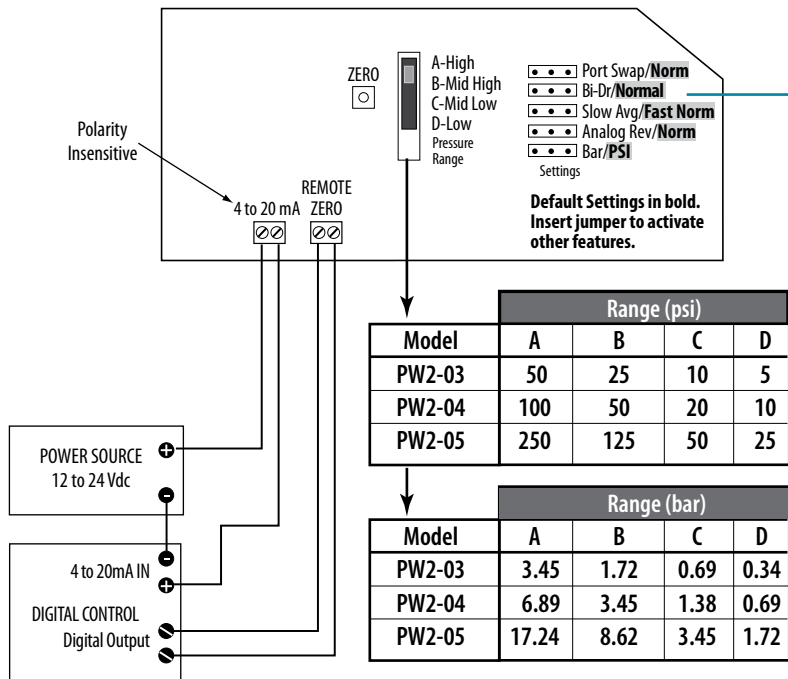 ZERO
A-High
B-Mid High
C-Mid Low
D-Low
Pressure
Range
Port Swap/Norm
Bi-Dr/Normal
Slow Avg/Fast Norm
Analog Rev/Norm
Bar/PSI
Settings
Default Settings in bold.
Insert jumper to activate
other features.
Polarity
Insensitive
4 to 20 mA
REMOTE
ZERO
Range (psi)
Model A B C D
PW2-03 50 25 10 5
PW2-04 100 50 20 10
PW2-05 250 125 50 25
POWER SOURCE
12 to 24 Vdc
+
-
Range (bar)
Model A B C D
PW2-03 3.45 1.72 0.69 0.34
PW2-04 6.89 3.45 1.38 0.69
PW2-05 17.24 8.62 3.45 1.72
-
4 to 20mA IN
+
DIGITAL CONTROL
Digital Output